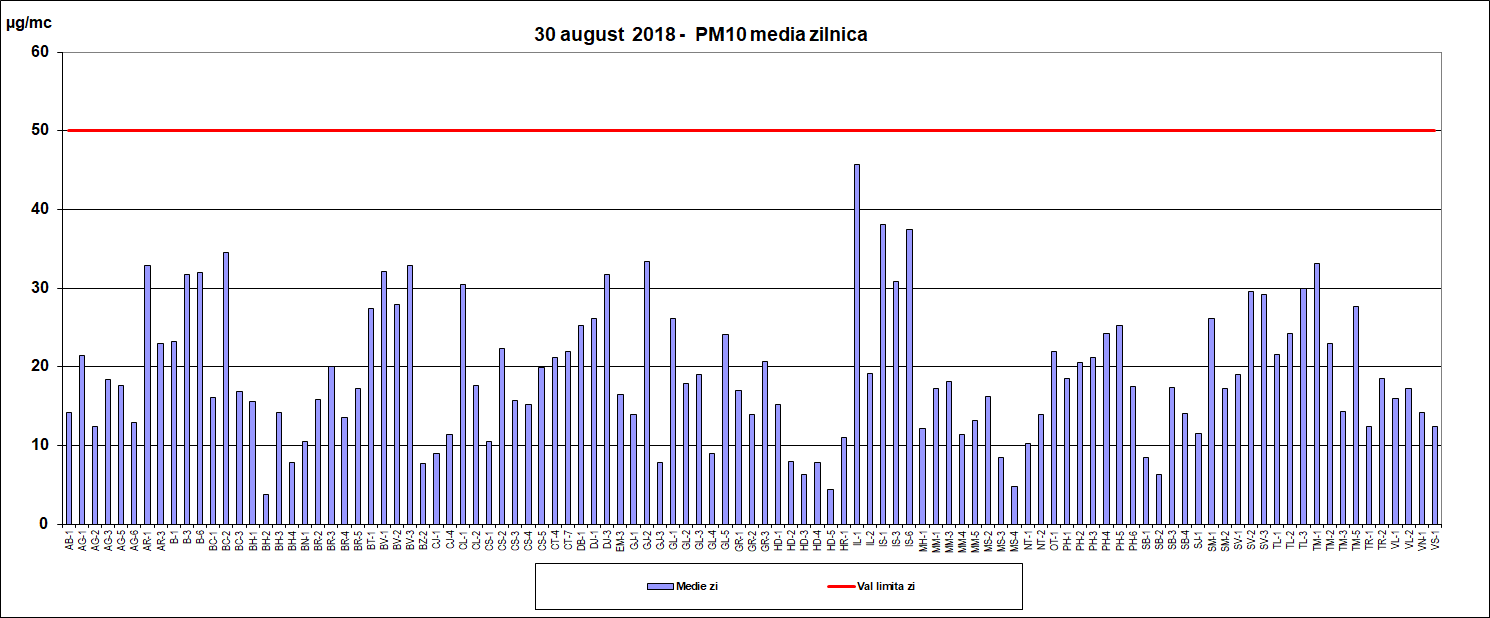 µg/mc
30 august 2018 - PM10 media zilnica
60
50
40
30
20
10
0
AB-1 AG-1 AG-2 AG-3 AG-5 AG-6 AR-1 AR-3 B-1 B-3 B-6 BC-1 BC-2 BC-3 BH-1 BH-2 BH-3 BH-4 BN-1 BR-2 BR-3 BR-4 BR-5 BT-1 BV-1 BV-2 BV-3 BZ-2 CJ-1 CJ-4 CL-1 CL-2 CS-1 CS-2 CS-3 CS-4 CS-5 CT-4 CT-7 DB-1 DJ-1 DJ-3 EM-3 GJ-1 GJ-2 GJ-3 GL-1 GL-2 GL-3 GL-4 GL-5 GR-1 GR-2 GR-3 HD-1 HD-2 HD-3 HD-4 HD-5 HR-1 IL-1 IL-2 IS-1 IS-3 IS-6 MH-1 MM-1 MM-3 MM-4 MM-5 MS-2 MS-3 MS-4 NT-1 NT-2 OT-1 PH-1 PH-2 PH-3 PH-4 PH-5 PH-6 SB-1 SB-2 SB-3 SB-4 SJ-1 SM-1 SM-2 SV-1 SV-2 SV-3 TL-1 TL-2 TL-3 TM-1 TM-2 TM-3 TM-5 TR-1 TR-2 VL-1 VL-2 VN-1 VS-1
Medie zi Val limita zi